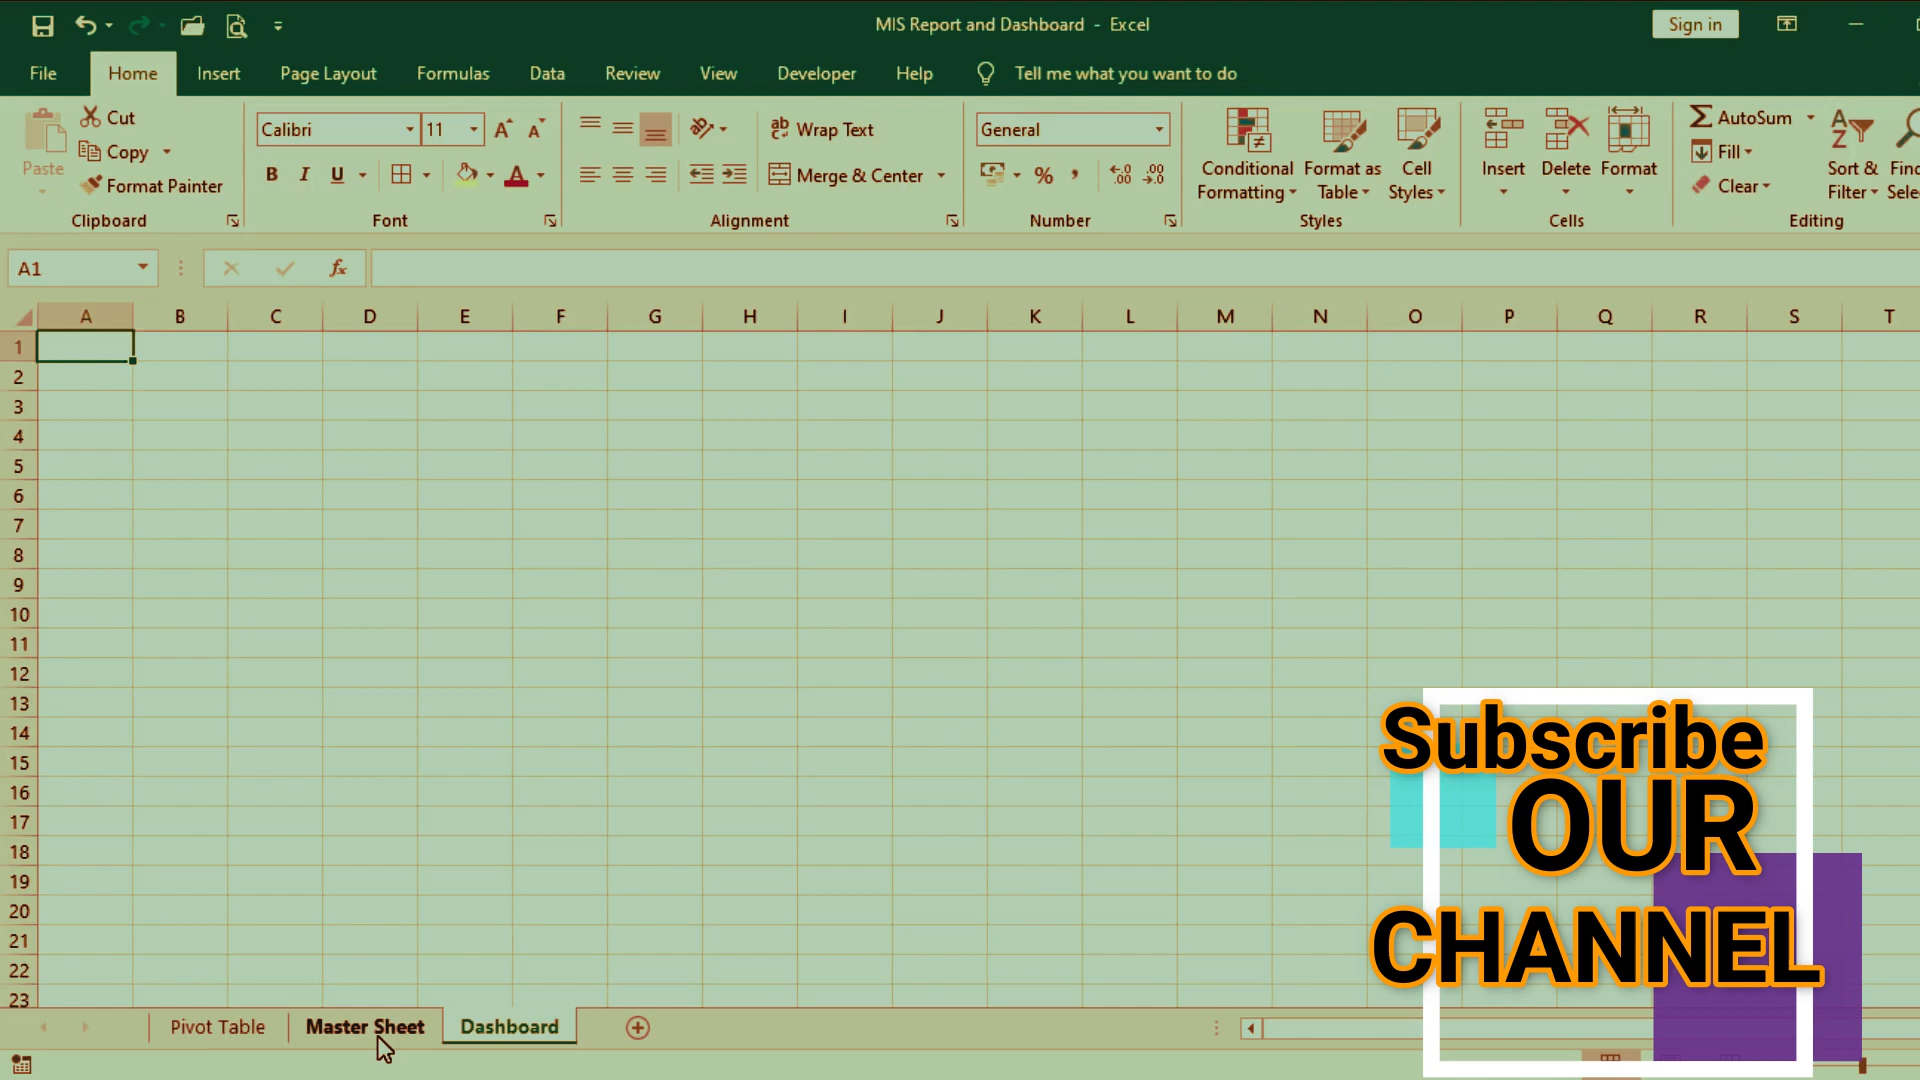 MIS Report and Dashboard - Excel
Sign in
File Home Insert Page Layout Formulas Data Review View Developer Help Tell me what you want to do
Paste
Cut
Copy
Format Painter
Clipboard
Calibri 11
B I U
Font
Wrap Text
Merge & Center
Alignment
General
Number
Conditional Formatting
Format as Table
Cell Styles
Styles
Insert Delete Format
Cells
AutoSum
Fill
Clear
Sort & Filter
Editing
A1
fx
A B C D E F G H I J K L M N O P Q R S T
1
2
3
4
5
6
7
8
9
10
11
12
13
14
15
16
17
18
19
20
21
22
23
Subscribe
OUR
CHANNEL
Pivot Table Master Sheet Dashboard